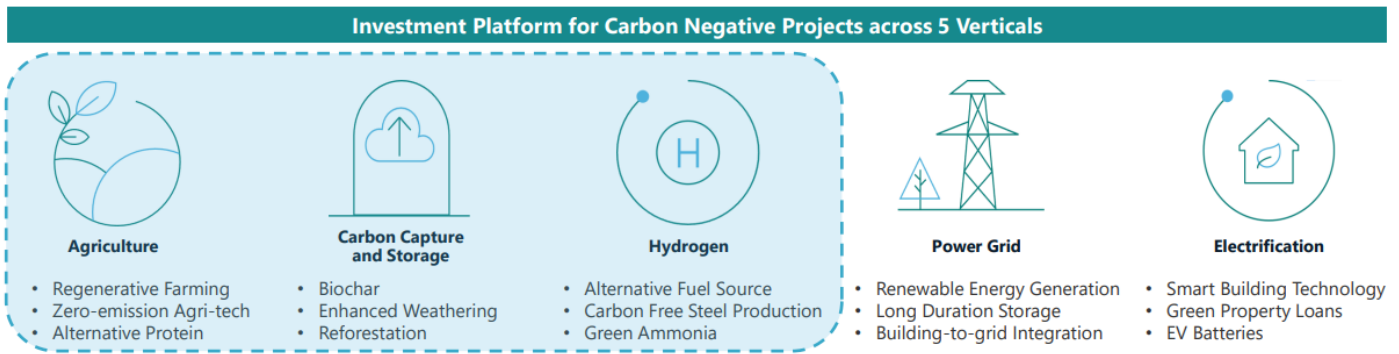 Investment Platform for Carbon Negative Projects across 5 Verticals
Agriculture
• Regenerative Farming
• Zero-emission Agri-tech
• Alternative Protein
Carbon Capture
and Storage
• Biochar
• Enhanced Weathering
• Reforestation
H
Hydrogen
• Alternative Fuel Source
• Carbon Free Steel Production
• Green Ammonia
Power Grid
• Renewable Energy Generation
• Long Duration Storage
• Building-to-grid Integration
Electrification
• Smart Building Technology
• Green Property Loans
• EV Batteries